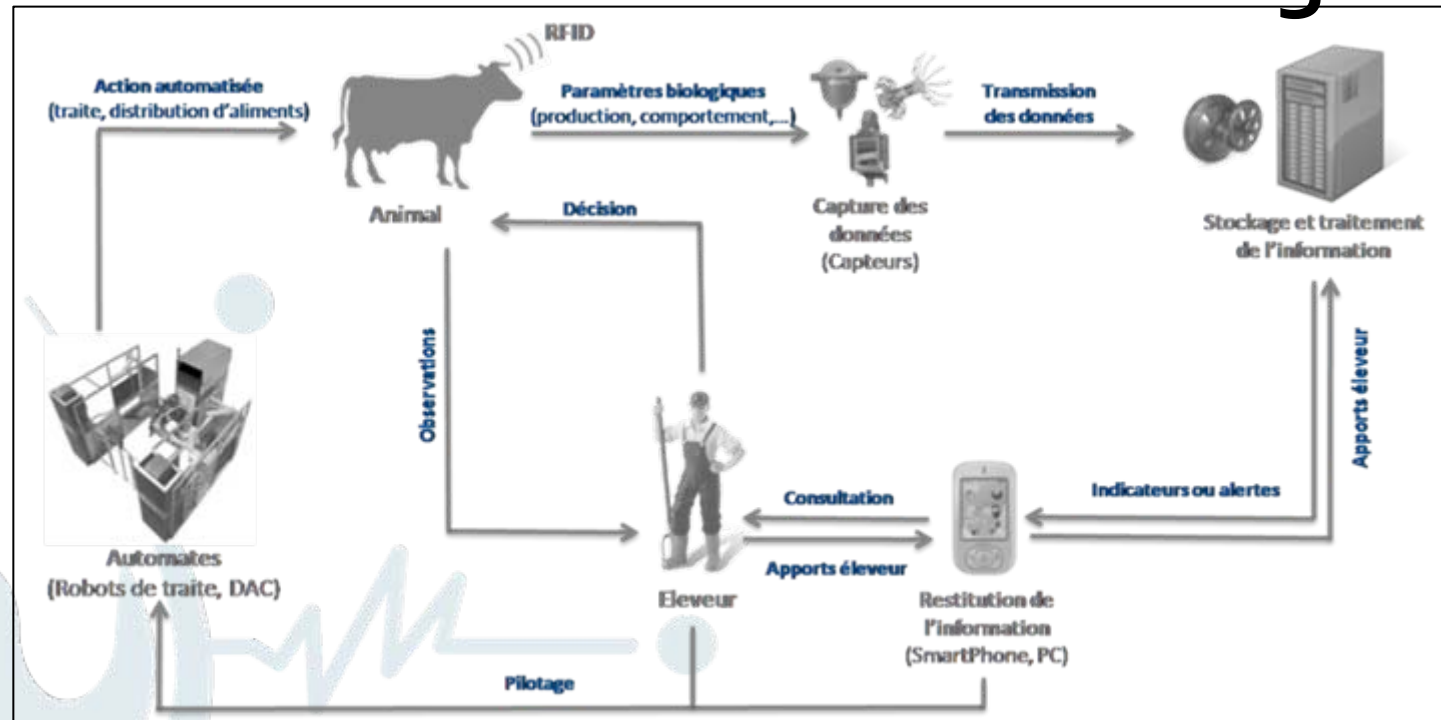 RFID
Action automatisée
(traite, distribution d'aliments)
Paramètres biologiques
(production, comportement,...)
Transmission
des données
Animal
Décision
Capture des
données
(Capteurs)
Stockage et traitement
de l'information
Observations
Apports éleveur
Automates
(Robots de traite, DAC)
Consultation
Indicateurs ou alertes
Apports éleveur
Eleveur
Restitution de
l'information
(SmartPhone, PC)
Pilotage